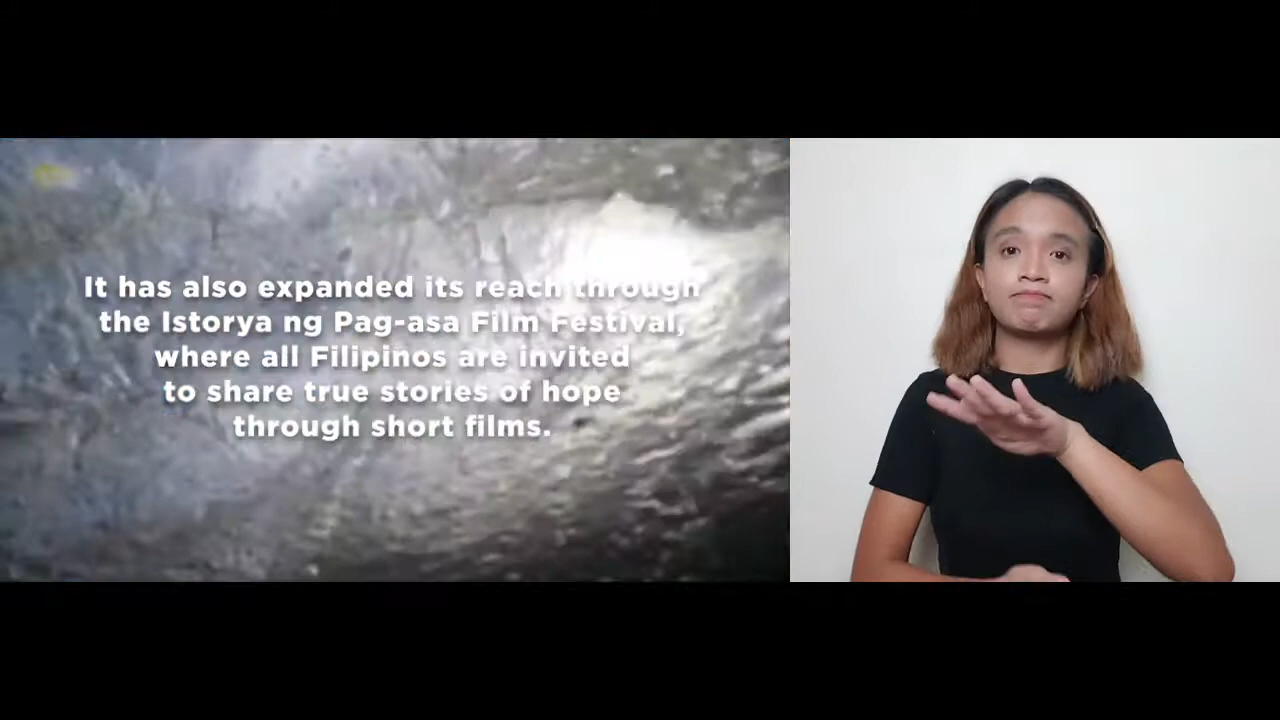 It has also expanded its reach through
the Istorya ng Pag-asa Film Festival,
where all Filipinos are invited
to share true stories of hope
through short films.